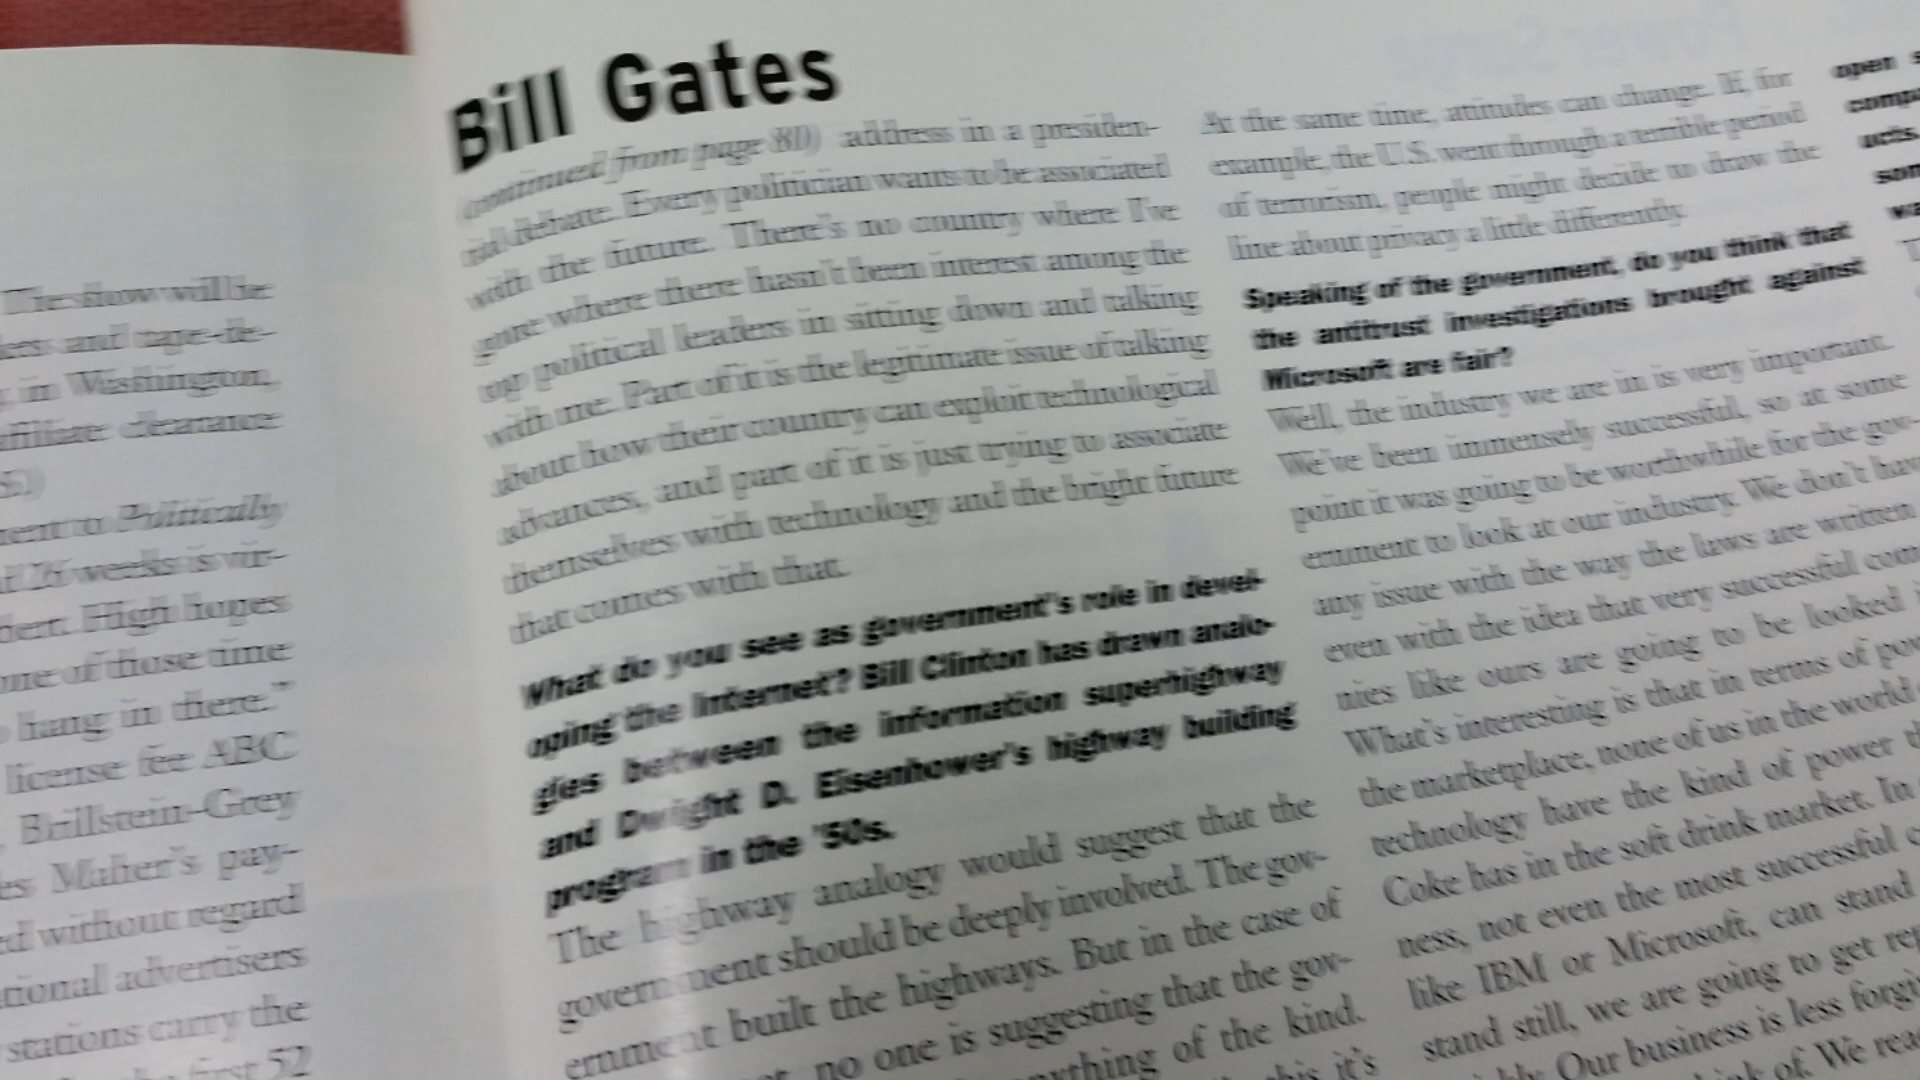 The show will be
and tape-de-
in Washington,
affiliate clearance
to Politically
26 weeks is vir-
High hopes
of those time
hang in there."
license fee ABC
Brillstein-Grey
Maher's pay-
without regard
advertisers
stations carry the
first 52
Bill Gates
(continued from page 81) address in a presiden-
tial debate. Every politician wants to be associated
with the future. There's no country where I've
gone where there hasn't been interest among the
top political leaders in sitting down and talking
with me. Part of it is the legitimate issue of talking
about how their country can exploit technological
advances, and part of it is just trying to associate
themselves with technology and the bright future
that comes with that.
What do you see as government's role in devel-
oping the Internet? Bill Clinton has drawn analo-
gies between the information superhighway
and Dwight D. Eisenhower's highway building
program in the '50s.
The highway analogy would suggest that the
government should be deeply involved. The gov-
ernment built the highways. But in the case of
no one is suggesting that the gov-
of the kind.
this, it's
At the same time, attitudes can change. If, for
example, the U.S. went through a terrible period
of terrorism, people might decide to draw the
line about privacy a little differently.
Speaking of the government, do you think that
the antitrust investigations brought against
Microsoft are fair?
Well, the industry we are in is very important.
We've been immensely successful, so at some
point it was going to be worthwhile for the gov-
ernment to look at our industry. We don't
any issue with the way the laws are written
even with the idea that very successful
nies like ours are going to be looked
What's interesting is that in terms of
the marketplace, none of us in the world
technology have the kind of power
Coke has in the soft drink market. In
ness, not even the most successful
like IBM or Microsoft, can stand
stand still, we are going to get
Our business is less
of. We
open